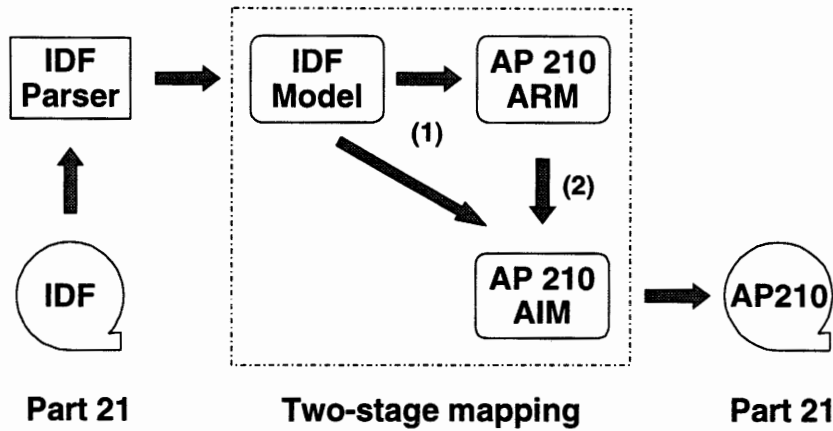 IDF
Parser
IDF
Model
AP 210
ARM
(1)
(2)
IDF
AP 210
AIM
AP210
Part 21
Two-stage mapping
Part 21